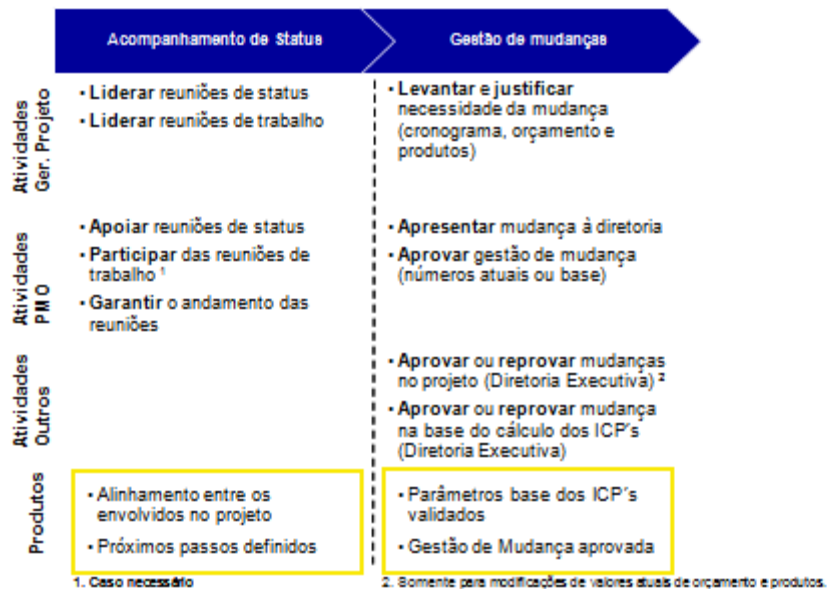 Acompanhamento de Status
Gestão de mudanças
Atividades
Ger. Projeto
• Liderar reuniões de status
• Liderar reuniões de trabalho
• Levantar e justificar
necessidade da mudança
(cronograma, orçamento e
produtos)
Atividades
PMO
• Apoiar reuniões de status
• Participar das reuniões de
trabalho ¹
• Garantir o andamento das
reuniões
• Apresentar mudança à diretoria
• Aprovar gestão de mudança
(números atuais ou base)
Atividades
Outros
• Aprovar ou reprovar mudanças
no projeto (Diretoria Executiva) ²
• Aprovar ou reprovar mudança
na base do cálculo dos ICP´s
(Diretoria Executiva)
Produtos
• Alinhamento entre os
envolvidos no projeto
• Próximos passos definidos
• Parâmetros base dos ICP´s
validados
• Gestão de Mudança aprovada
1. Caso necessário
2. Somente para modificações de valores atuais de orçamento e produtos.